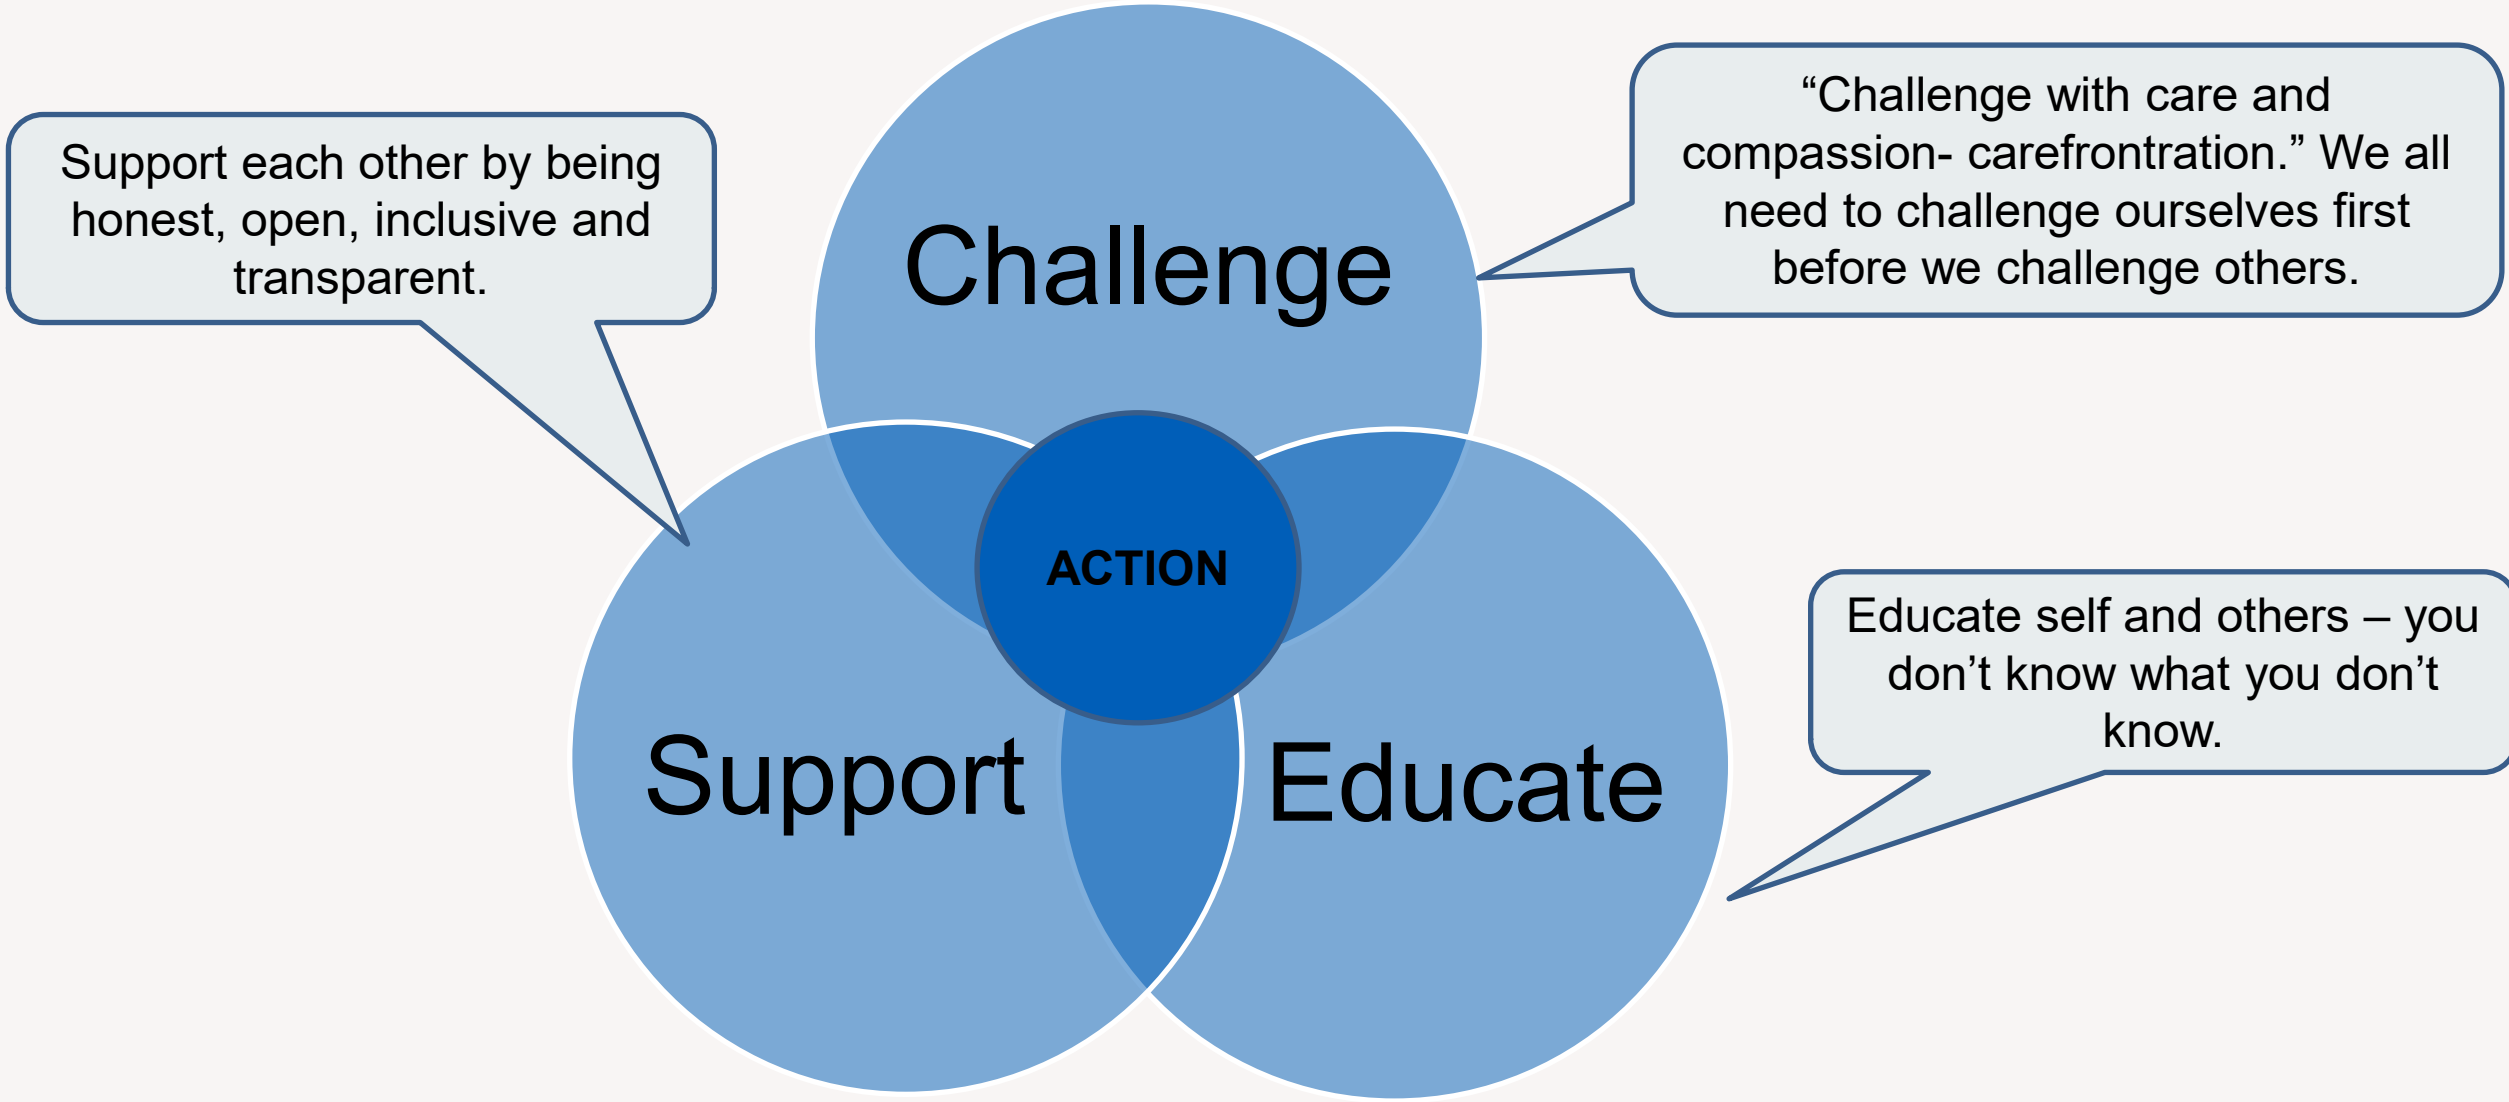 Support each other by being
honest, open, inclusive and
transparent.
“Challenge with care and
compassion- carefrontration.” We all
need to challenge ourselves first
before we challenge others.
Challenge
ACTION
Support
Educate
Educate self and others – you
don’t know what you don’t
know.